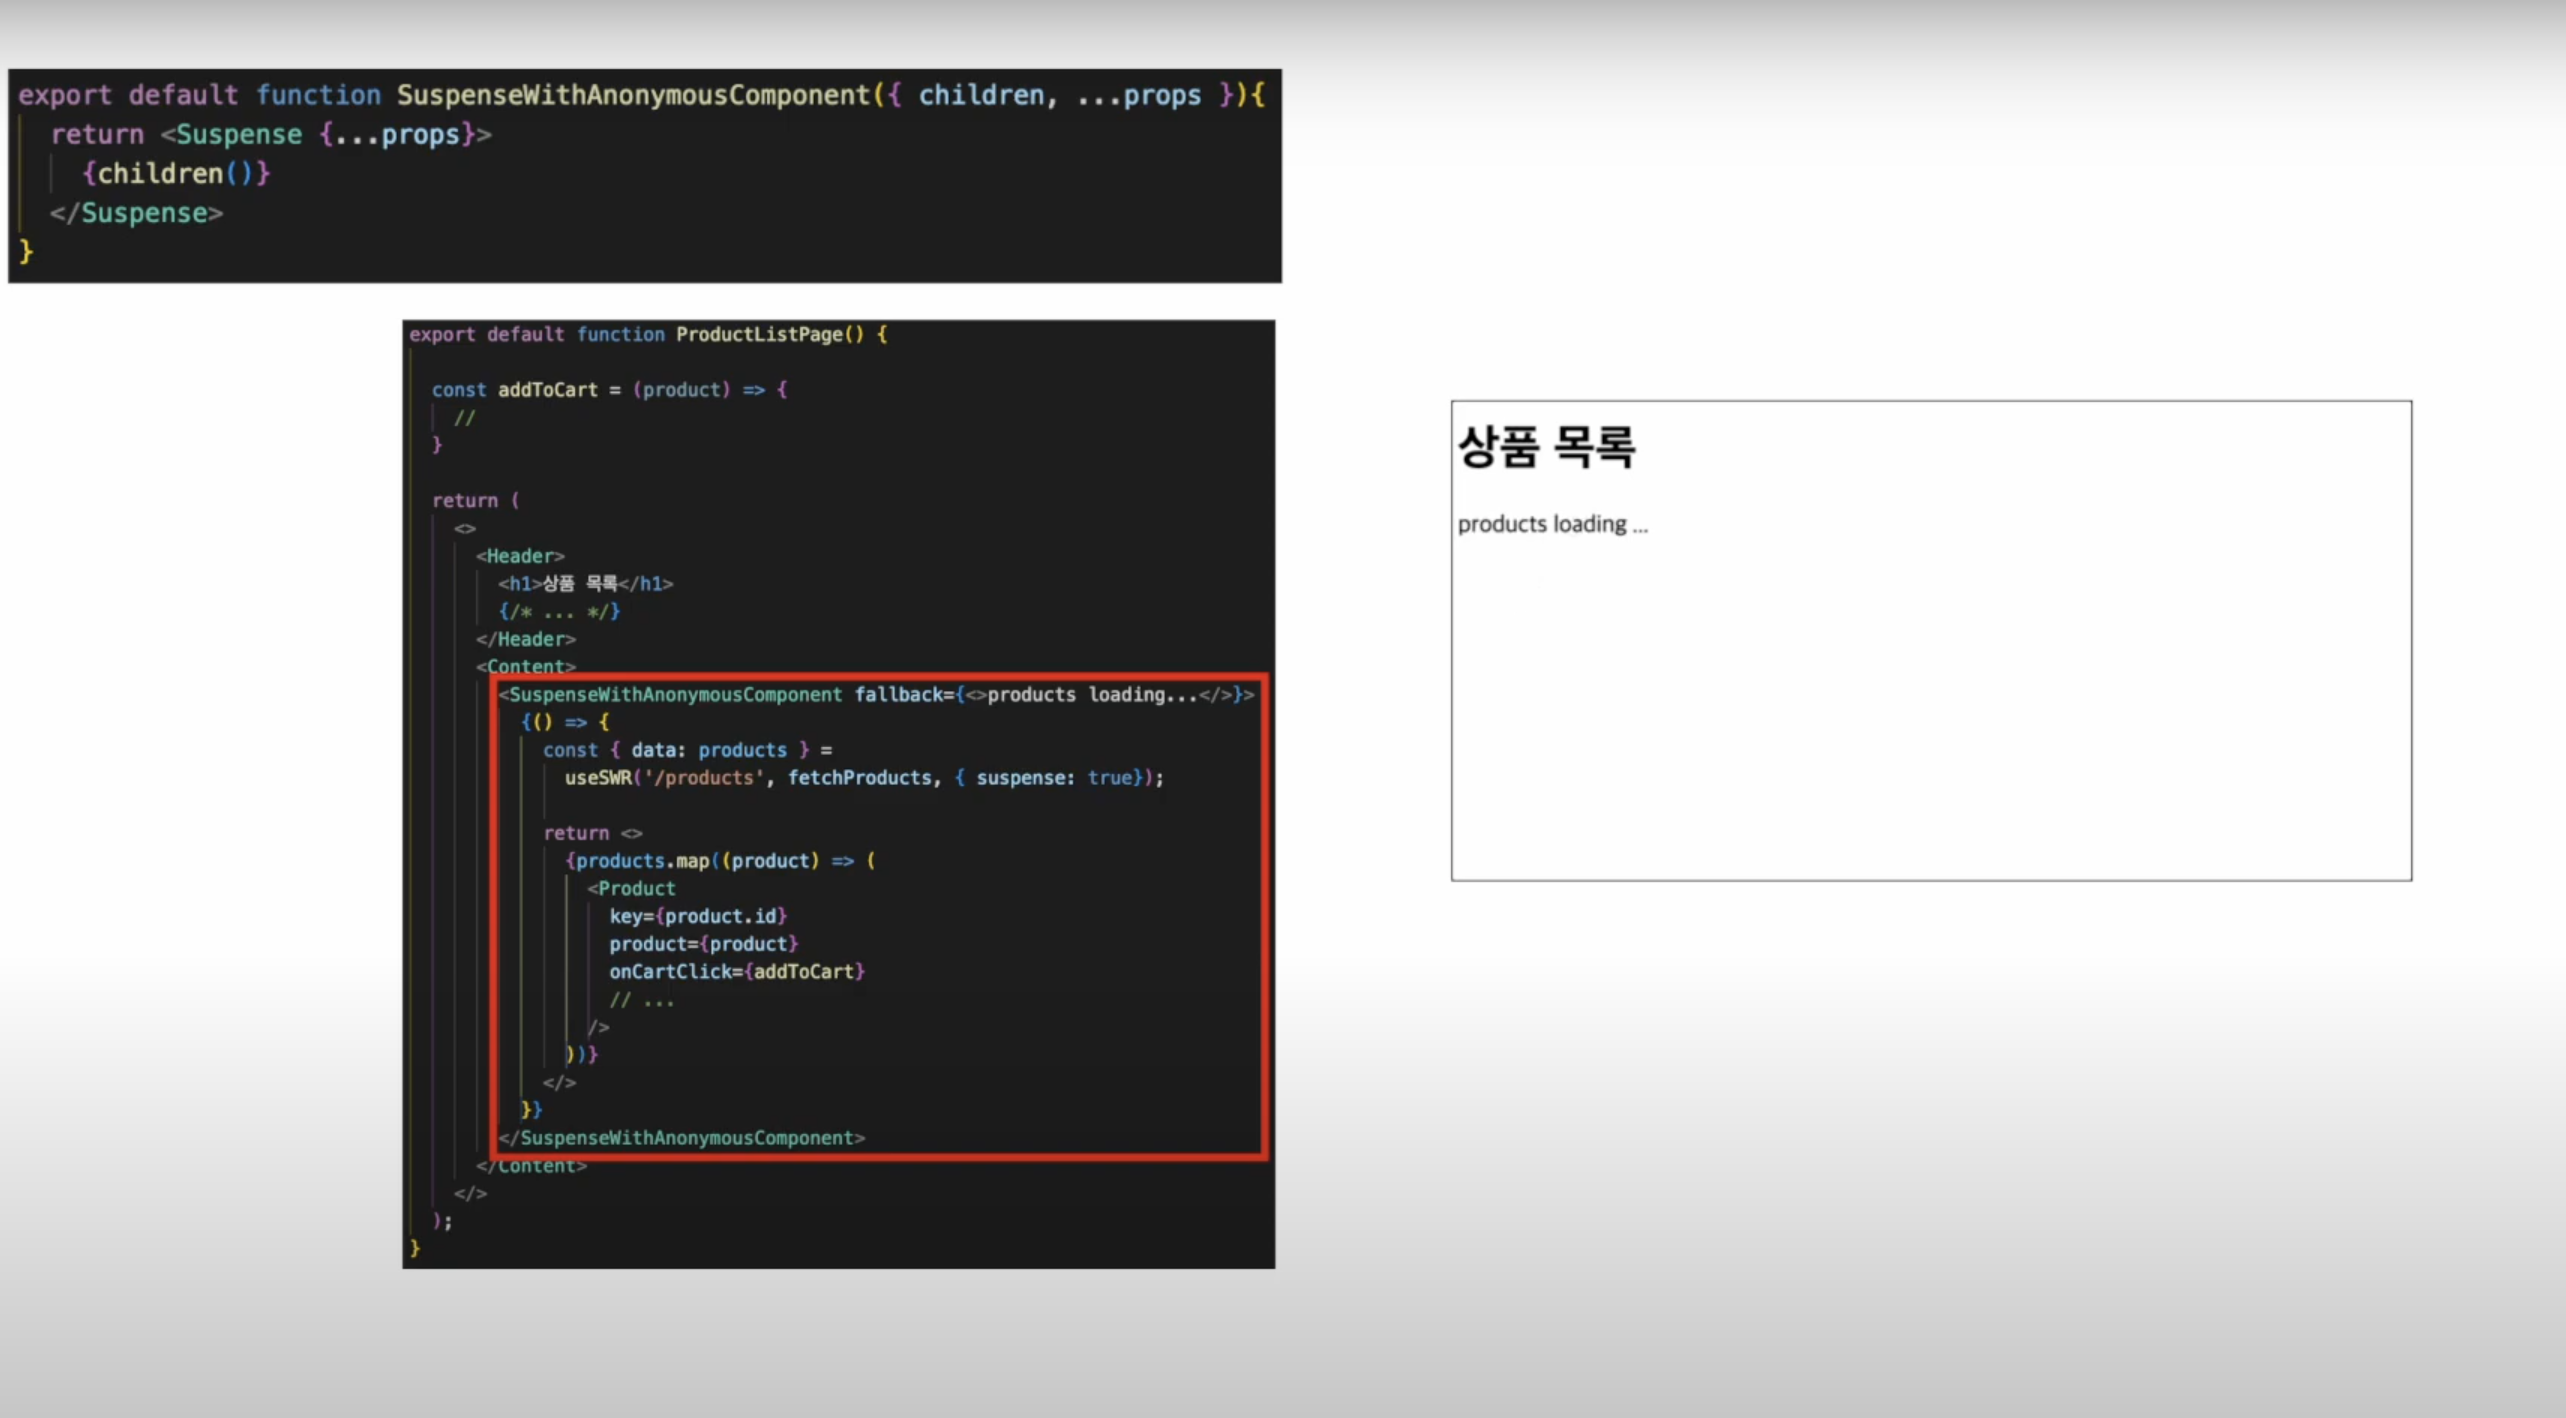 export default function SuspenseWithAnonymousComponent({ children, ...props }){
return <Suspense {...props}>
{children()}
</Suspense>
}
export default function ProductListPage() {
const addToCart = (product) => {
//
}
return (
<>
<Header>
<h1>상품 목록</h1>
{/* ... */}
</Header>
<Content>
<SuspenseWithAnonymousComponent fallback={<>products loading...</>}>
{() => {
const { data: products } =
useSWR('/products', fetchProducts, { suspense: true});
return <>
{products.map((product) => (
<Product
key={product.id}
product={product}
onCartClick={addToCart}
// ...
/>
))}
</>
}}
</SuspenseWithAnonymousComponent>
</Content>
</>
);
}
상품 목록
products loading ...